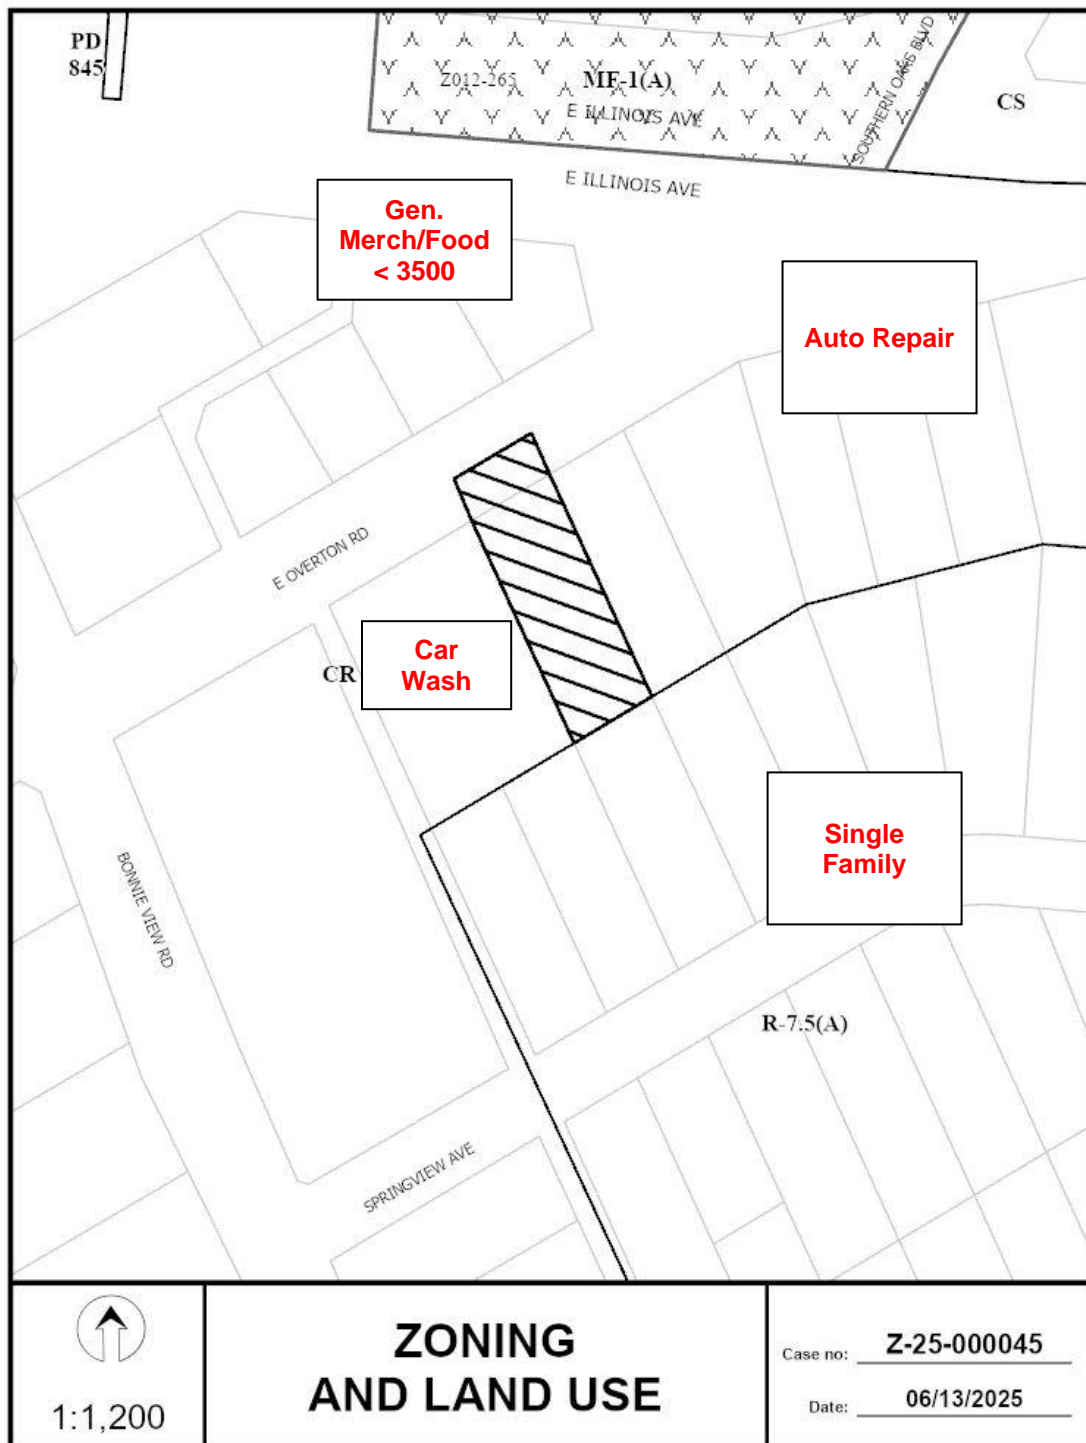 PD
845
Z012-265
MF-1(A)
E ILLINOIS AVE
SOUTHERN OAKS BLVD
CS
E ILLINOIS AVE
Gen.
Merch/Food
< 3500
Auto Repair
E OVERTON RD
CR
Car
Wash
Single
Family
BONNIE VIEW RD
R-7.5(A)
SPRINGVIEW AVE
1:1,200
ZONING
AND LAND USE
Case no: Z-25-000045
Date: 06/13/2025